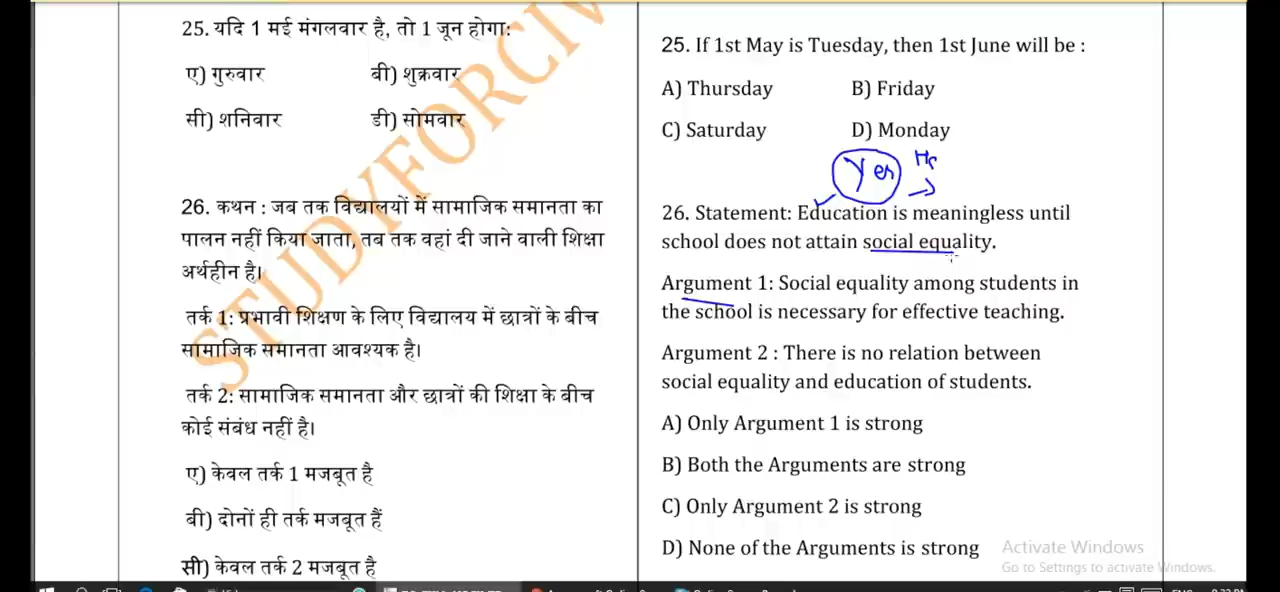 25. यदि 1 मई मंगलवार है, तो 1 जून होगा:
ए) गुरुवार
बी) शुक्रवार
सी) शनिवार
डी) सोमवार
26. कथन : जब तक विद्यालयों में सामाजिक समानता का
पालन नहीं किया जाता, तब तक वहां दी जाने वाली शिक्षा
अर्थहीन है।
तर्क 1: प्रभावी शिक्षण के लिए विद्यालय में छात्रों के बीच
सामाजिक समानता आवश्यक है।
तर्क 2: सामाजिक समानता और छात्रों की शिक्षा के बीच
कोई संबंध नहीं है।
ए) केवल तर्क 1 मजबूत है
बी) दोनों ही तर्क मजबूत हैं
सी) केवल तर्क 2 मजबूत है
STUDYFORCIV
25. If 1st May is Tuesday, then 1st June will be :
A) Thursday
B) Friday
C) Saturday
D) Monday
Yes
26. Statement: Education is meaningless until
school does not attain social equality.
Argument 1: Social equality among students in
the school is necessary for effective teaching.
Argument 2 : There is no relation between
social equality and education of students.
A) Only Argument 1 is strong
B) Both the Arguments are strong
C) Only Argument 2 is strong
D) None of the Arguments is strong
Activate Windows
Go to Settings to activate Windows.